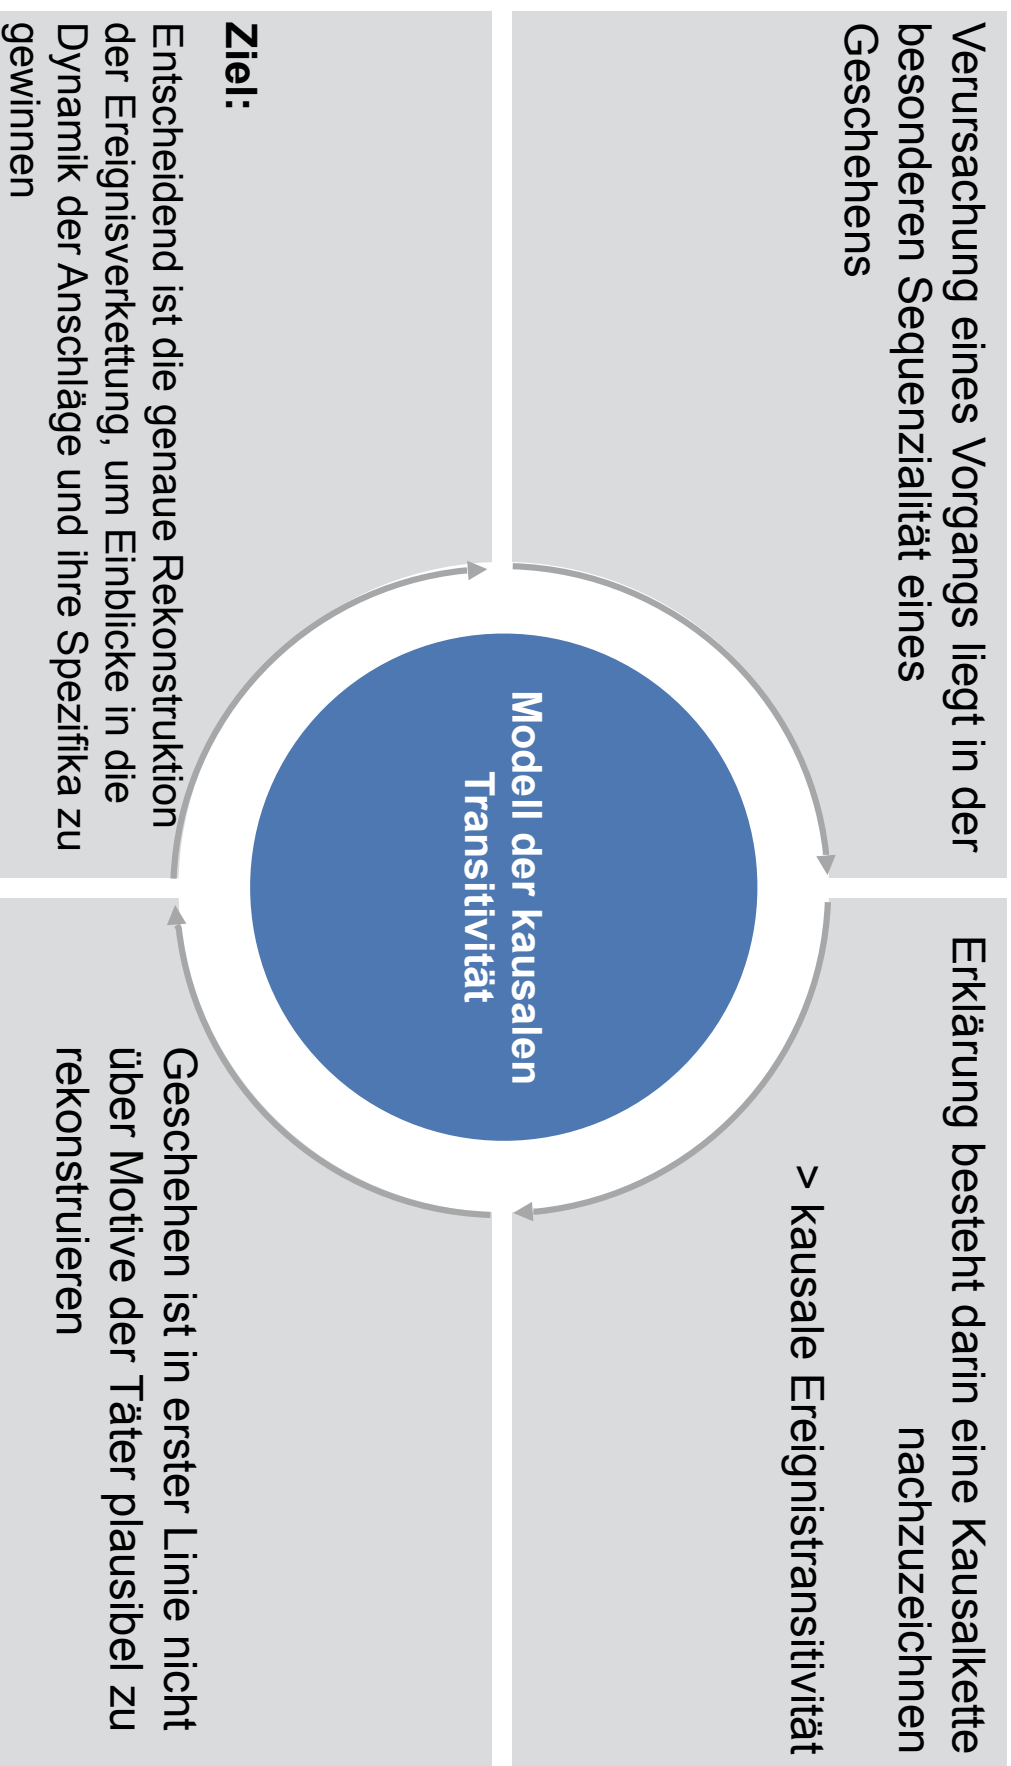 Verursachung eines Vorgangs liegt in der
besonderen Sequenzialität eines
Geschehens
Erklärung besteht darin eine Kausalkette
nachzuzeichnen
> kausale Ereignistransitivität
Modell der kausalen
Transitivität
Ziel:
Entscheidend ist die genaue Rekonstruktion
der Ereignisverkettung, um Einblicke in die
Dynamik der Anschläge und ihre Spezifika zu
gewinnen
Geschehen ist in erster Linie nicht
über Motive der Täter plausibel zu
rekonstruieren